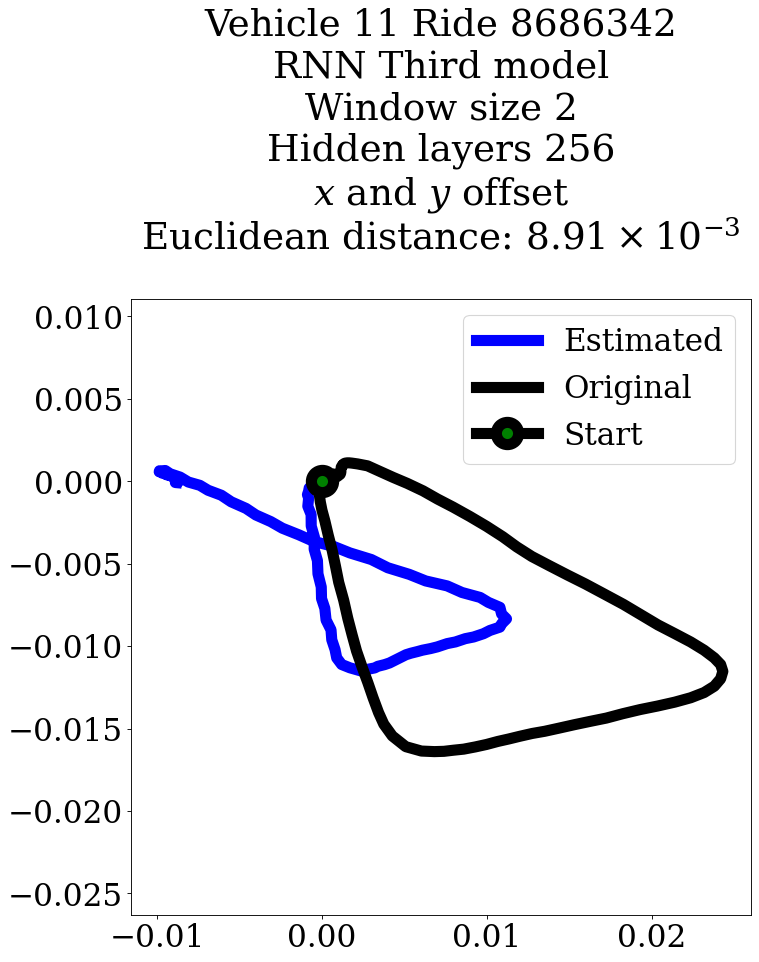 Vehicle 11 Ride 8686342
RNN Third model
Window size 2
Hidden layers 256
x and y offset
Euclidean distance: 8.91 × 10⁻³
Estimated
Original
Start
0.010
0.005
0.000
−0.005
−0.010
−0.015
−0.020
−0.025
−0.01 0.00 0.01 0.02